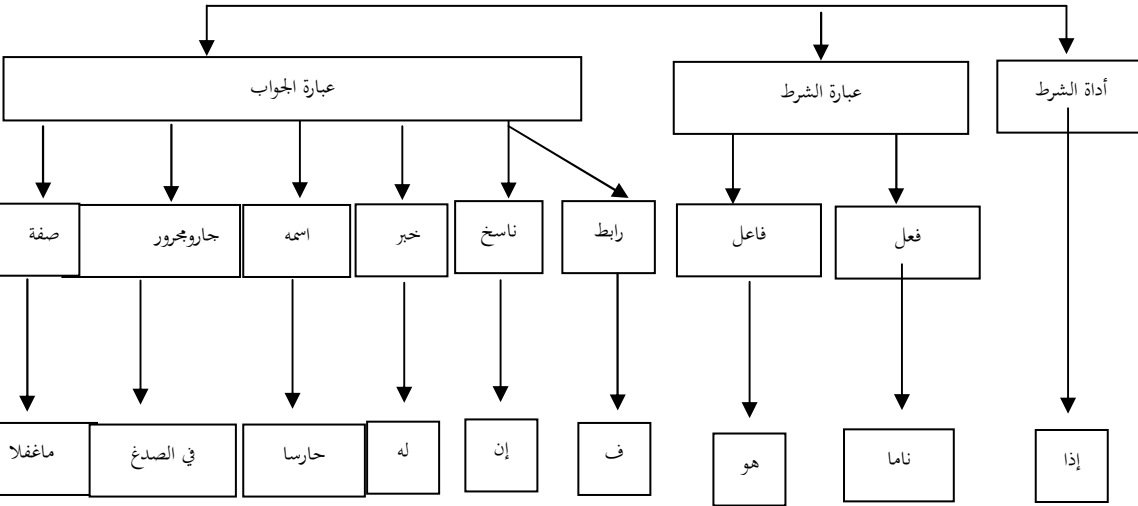 أداة الشرط
عبارة الشرط
عبارة الجواب
فعل
فاعل
رابط
ناسخ
خبر
اسمه
جارومجرور
صفة
إذا
ناما
هو
ف
إن
له
حارسا
في الصدغ
ماغفلا